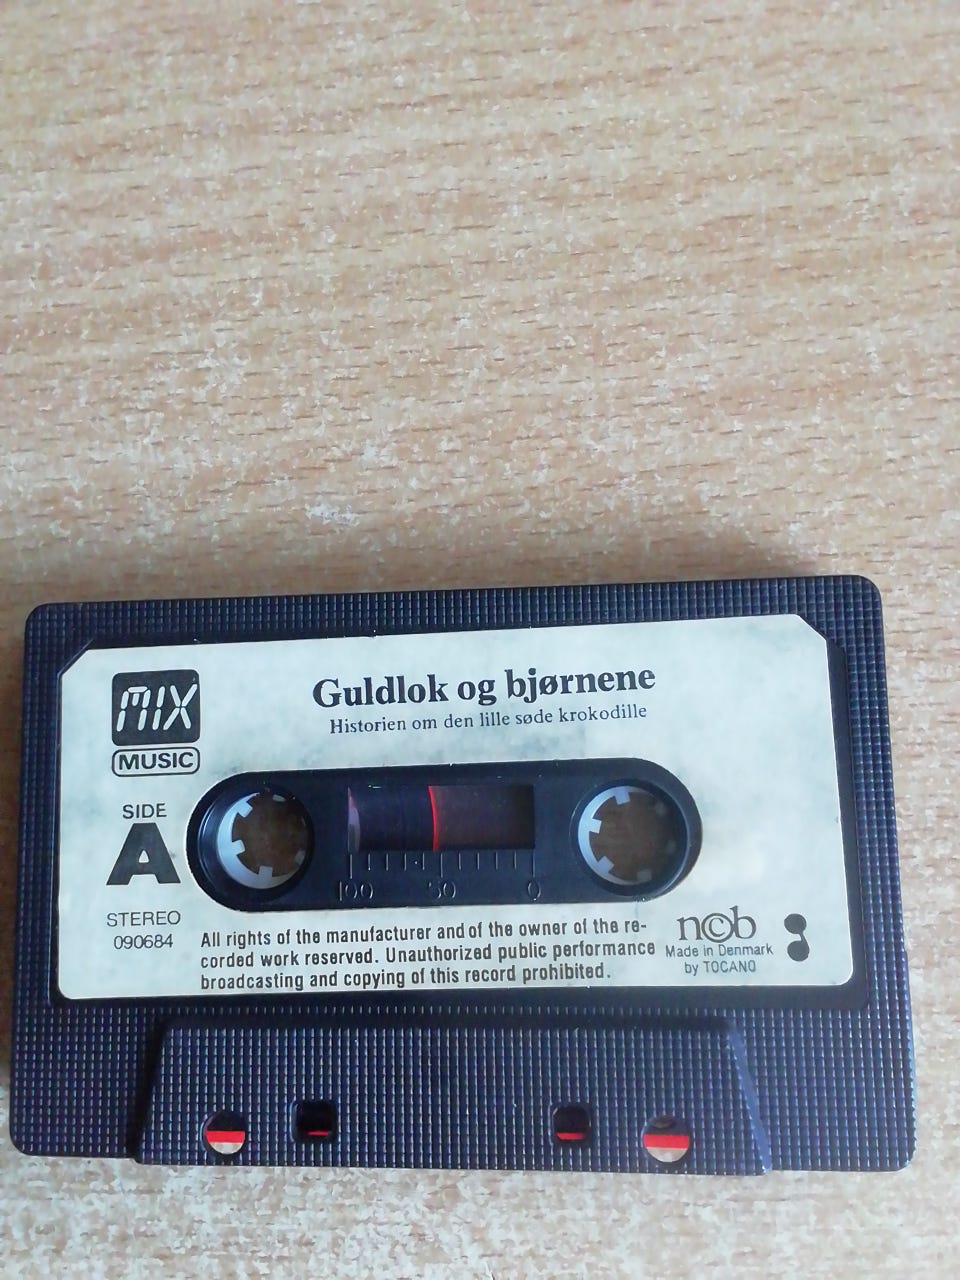 MIX
MUSIC
Guldlok og bjørnene
Historien om den lille søde krokodille
SIDE
A
100 50 0
STEREO
090684
All rights of the manufacturer and of the owner of the re-
corded work reserved. Unauthorized public performance
broadcasting and copying of this record prohibited.
n©b
Made in Denmark
by TOCANO